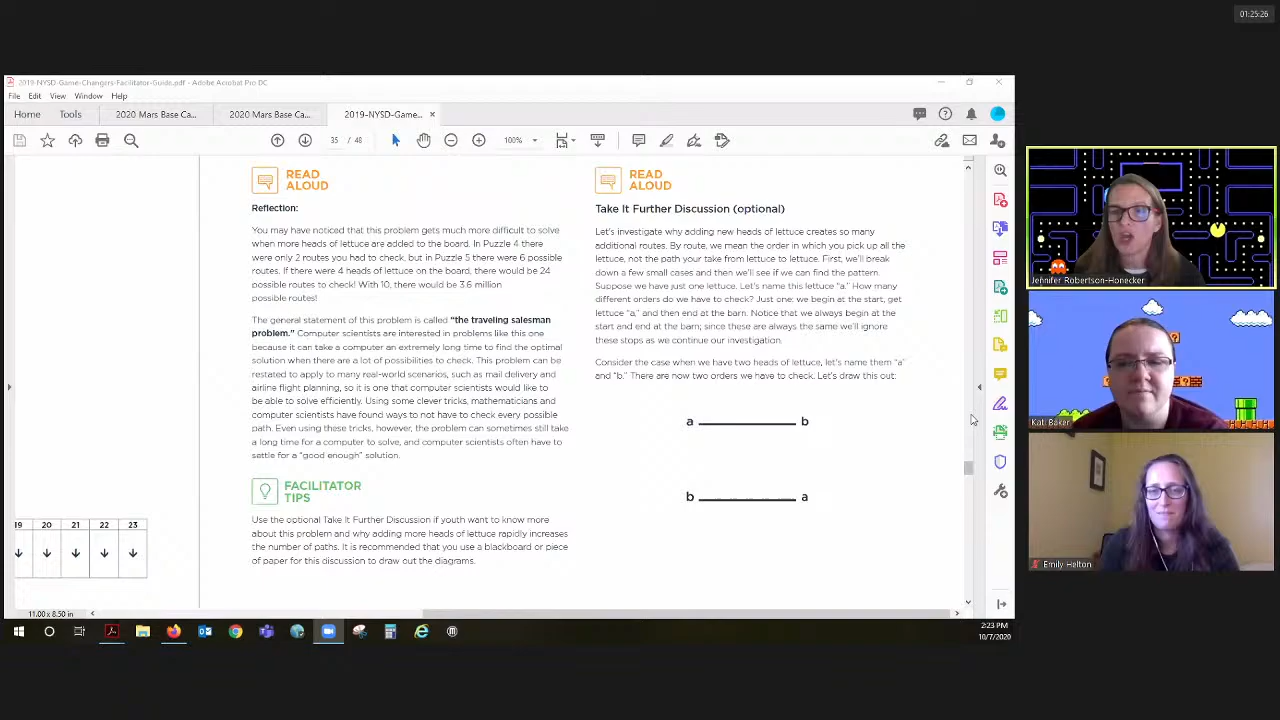 01:25:26
2019-NYSD-Game-Changers-Facilitator-Guide.pdf - Adobe Acrobat Pro DC
File Edit View Window Help
Home Tools 2020 Mars Base Ca... 2020 Mars Base Ca... 2019-NYSD-Game... ×
35 / 48 100%
READ
ALOUD
Reflection:
You may have noticed that this problem gets much more difficult to solve
when more heads of lettuce are added to the board. In Puzzle 4 there
were only 2 routes you had to check, but in Puzzle 5 there were 6 possible
routes. If there were 4 heads of lettuce on the board, there would be 24
possible routes to check! With 10, there would be 3.6 million
possible routes!
The general statement of this problem is called "the traveling salesman
problem." Computer scientists are interested in problems like this one
because it can take a computer an extremely long time to find the optimal
solution when there are a lot of possibilities to check. This problem can be
restated to apply to many real-world scenarios, such as mail delivery and
airline flight planning, so it is one that computer scientists would like to
be able to solve efficiently. Using some clever tricks, mathematicians and
computer scientists have found ways to not have to check every possible
path. Even using these tricks, however, the problem can sometimes still take
a long time for a computer to solve, and computer scientists often have to
settle for a "good enough" solution.
FACILITATOR
TIPS
Use the optional Take It Further Discussion if youth want to know more
about this problem and why adding more heads of lettuce rapidly increases
the number of paths. It is recommended that you use a blackboard or piece
of paper for this discussion to draw out the diagrams.
READ
ALOUD
Take It Further Discussion (optional)
Let's investigate why adding new heads of lettuce creates so many
additional routes. By route, we mean the order in which you pick up all the
lettuce, not the path your take from lettuce to lettuce. First, we'll break
down a few small cases and then we'll see if we can find the pattern.
Suppose we have just one lettuce. Let's name this lettuce "a." How many
different orders do we have to check? Just one: we begin at the start, get
lettuce "a," and then end at the barn. Notice that we always begin at the
start and end at the barn; since these are always the same we'll ignore
these stops as we continue our investigation.
Consider the case when we have two heads of lettuce, let's name them "a"
and "b." There are now two orders we have to check. Let's draw this out:
a b
b a
19 20 21 22 23
11.00 x 8.50 in
2:23 PM
10/7/2020
Jennifer Robertson-Honecker
Kati Baker
Emily Helton